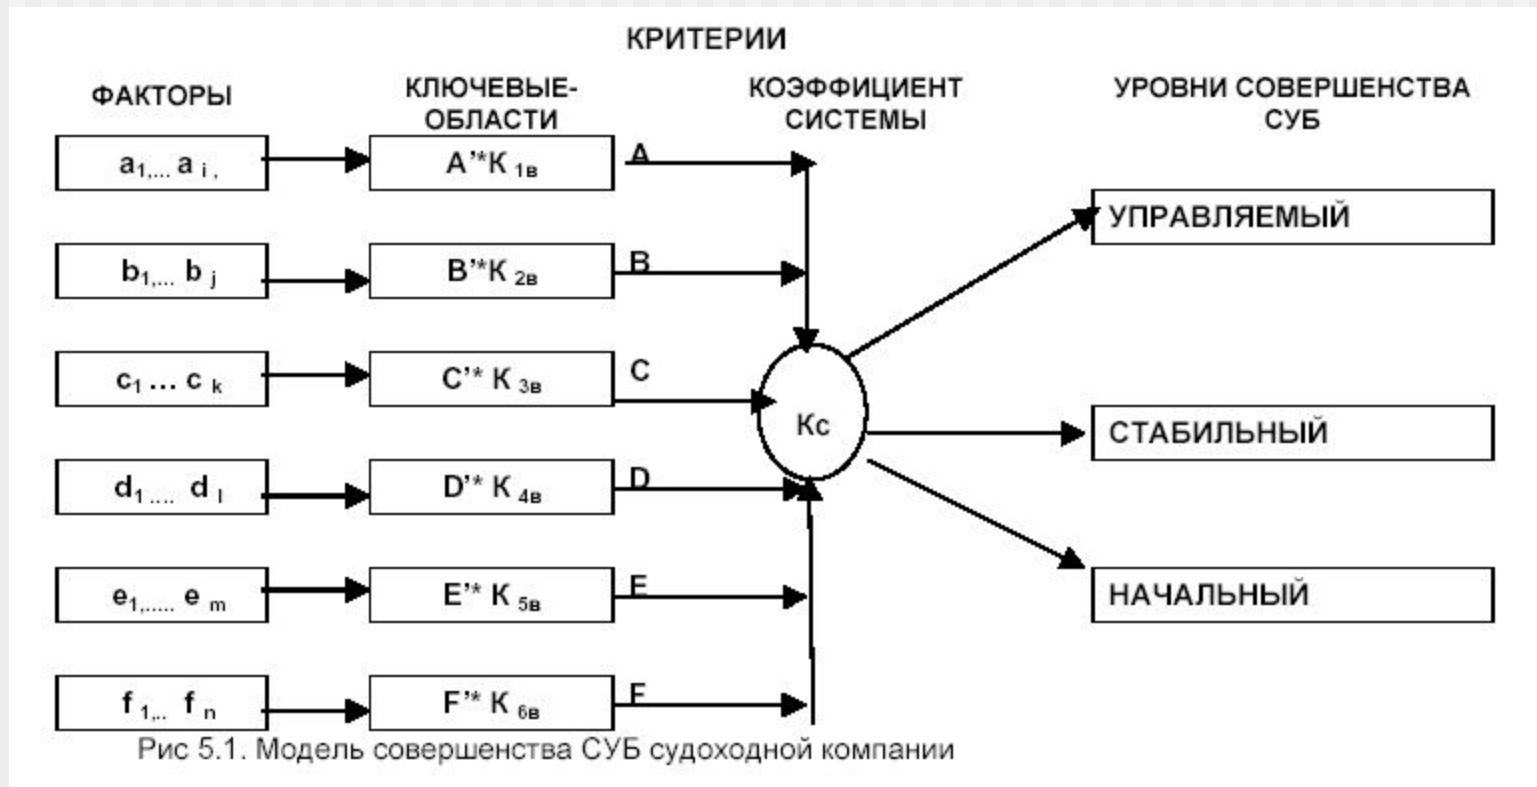 КРИТЕРИИ
ФАКТОРЫ
КЛЮЧЕВЫЕ-
ОБЛАСТИ
КОЭФФИЦИЕНТ
СИСТЕМЫ
УРОВНИ СОВЕРШЕНСТВА
СУБ
a1,... a i ,
A’*К 1в
A
b1,... b j
B’*К 2в
B
c1 ... c k
C’* К 3в
C
d1 .... d l
D’* К 4в
D
e1,..... e m
E’* К 5в
E
f 1,.. f n
F’* К 6в
F
Кс
УПРАВЛЯЕМЫЙ
СТАБИЛЬНЫЙ
НАЧАЛЬНЫЙ
Рис 5.1. Модель совершенства СУБ судоходной компании